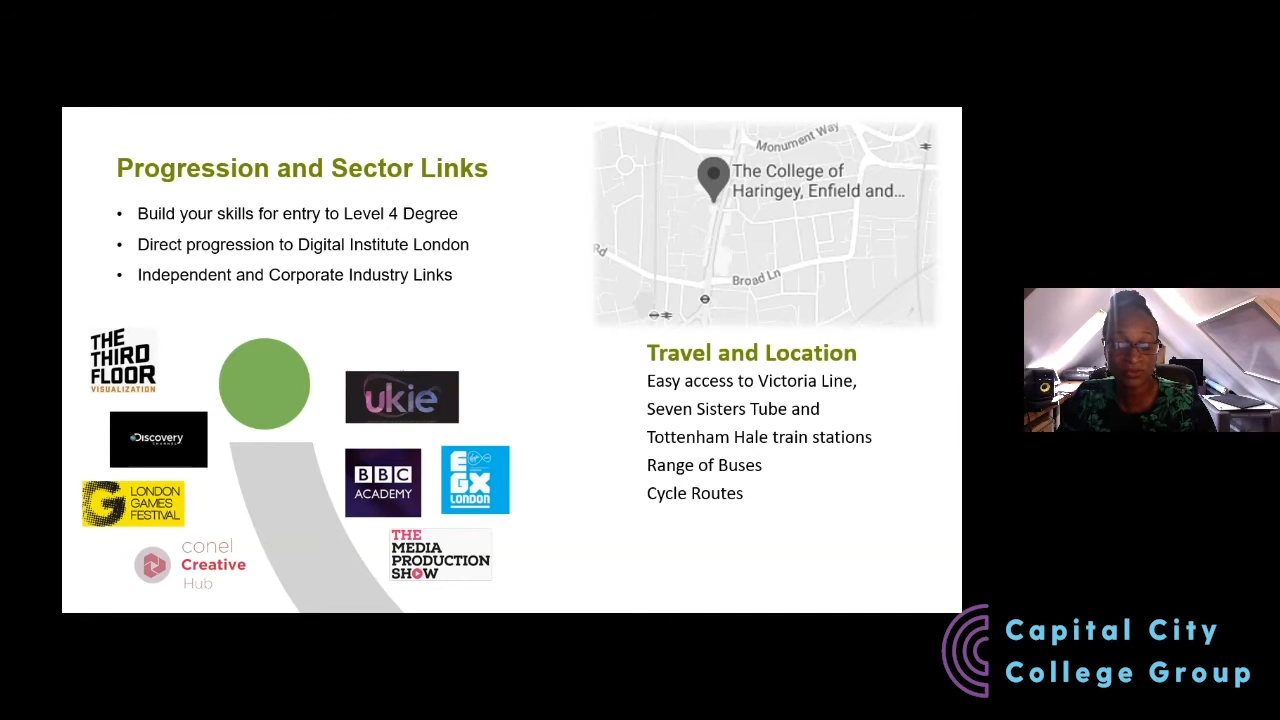 Progression and Sector Links
• Build your skills for entry to Level 4 Degree
• Direct progression to Digital Institute London
• Independent and Corporate Industry Links
THE
THIRD
FLOOR
VISUALIZATION
Discovery
CHANNEL
LONDON
GAMES
FESTIVAL
conel
Creative
Hub
ukie
BBC
ACADEMY
EGX
LONDON
THE
MEDIA
PRODUCTION
SHOW
Monument Way
The College of
Haringey, Enfield and...
Rd
Broad Ln
Travel and Location
Easy access to Victoria Line,
Seven Sisters Tube and
Tottenham Hale train stations
Range of Buses
Cycle Routes
Capital City
College Group